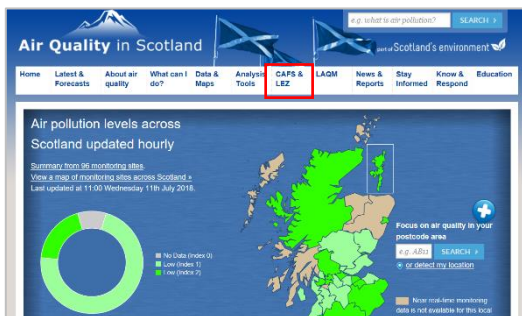 e.g. what is air pollution?
SEARCH ›
Air Quality in Scotland
part of Scotland's environment
Home
Latest &
Forecasts
About air
quality
What can I
do?
Data &
Maps
Analysis
Tools
CAFS &
LEZ
LAQM
News &
Reports
Stay
Informed
Know &
Respond
Education
Air pollution levels across
Scotland updated hourly
Summary from 96 monitoring sites.
View a map of monitoring sites across Scotland »
Last updated at 11:00 Wednesday 11th July 2018.
No Data (Index 0)
Low (Index 1)
Low (Index 2)
Focus on air quality in your
postcode area
e.g. AB11
SEARCH ›
or detect my location
Near real-time monitoring
data is not available for this local